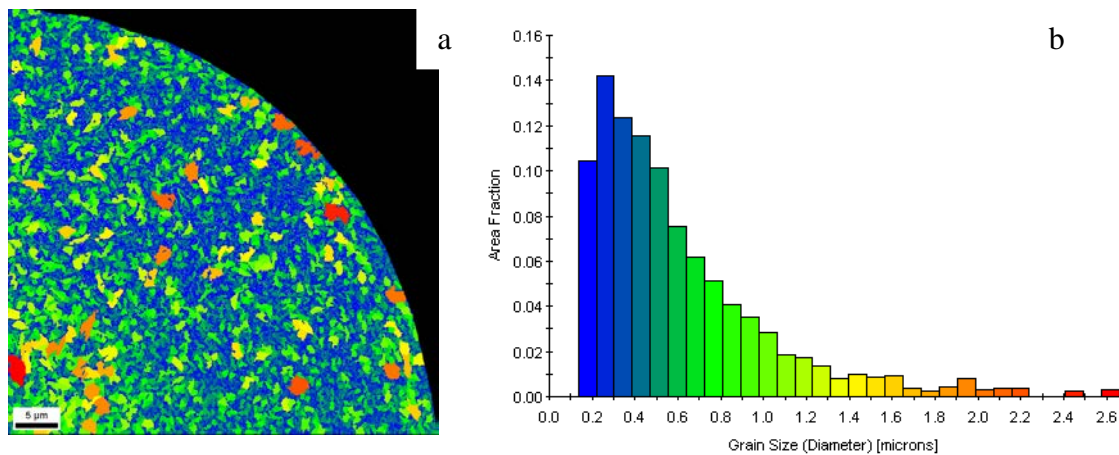 a
5 µm
b
Area Fraction
0.16
0.14
0.12
0.10
0.08
0.06
0.04
0.02
0.00
0.0 0.2 0.4 0.6 0.8 1.0 1.2 1.4 1.6 1.8 2.0 2.2 2.4 2.6
Grain Size (Diameter) [microns]